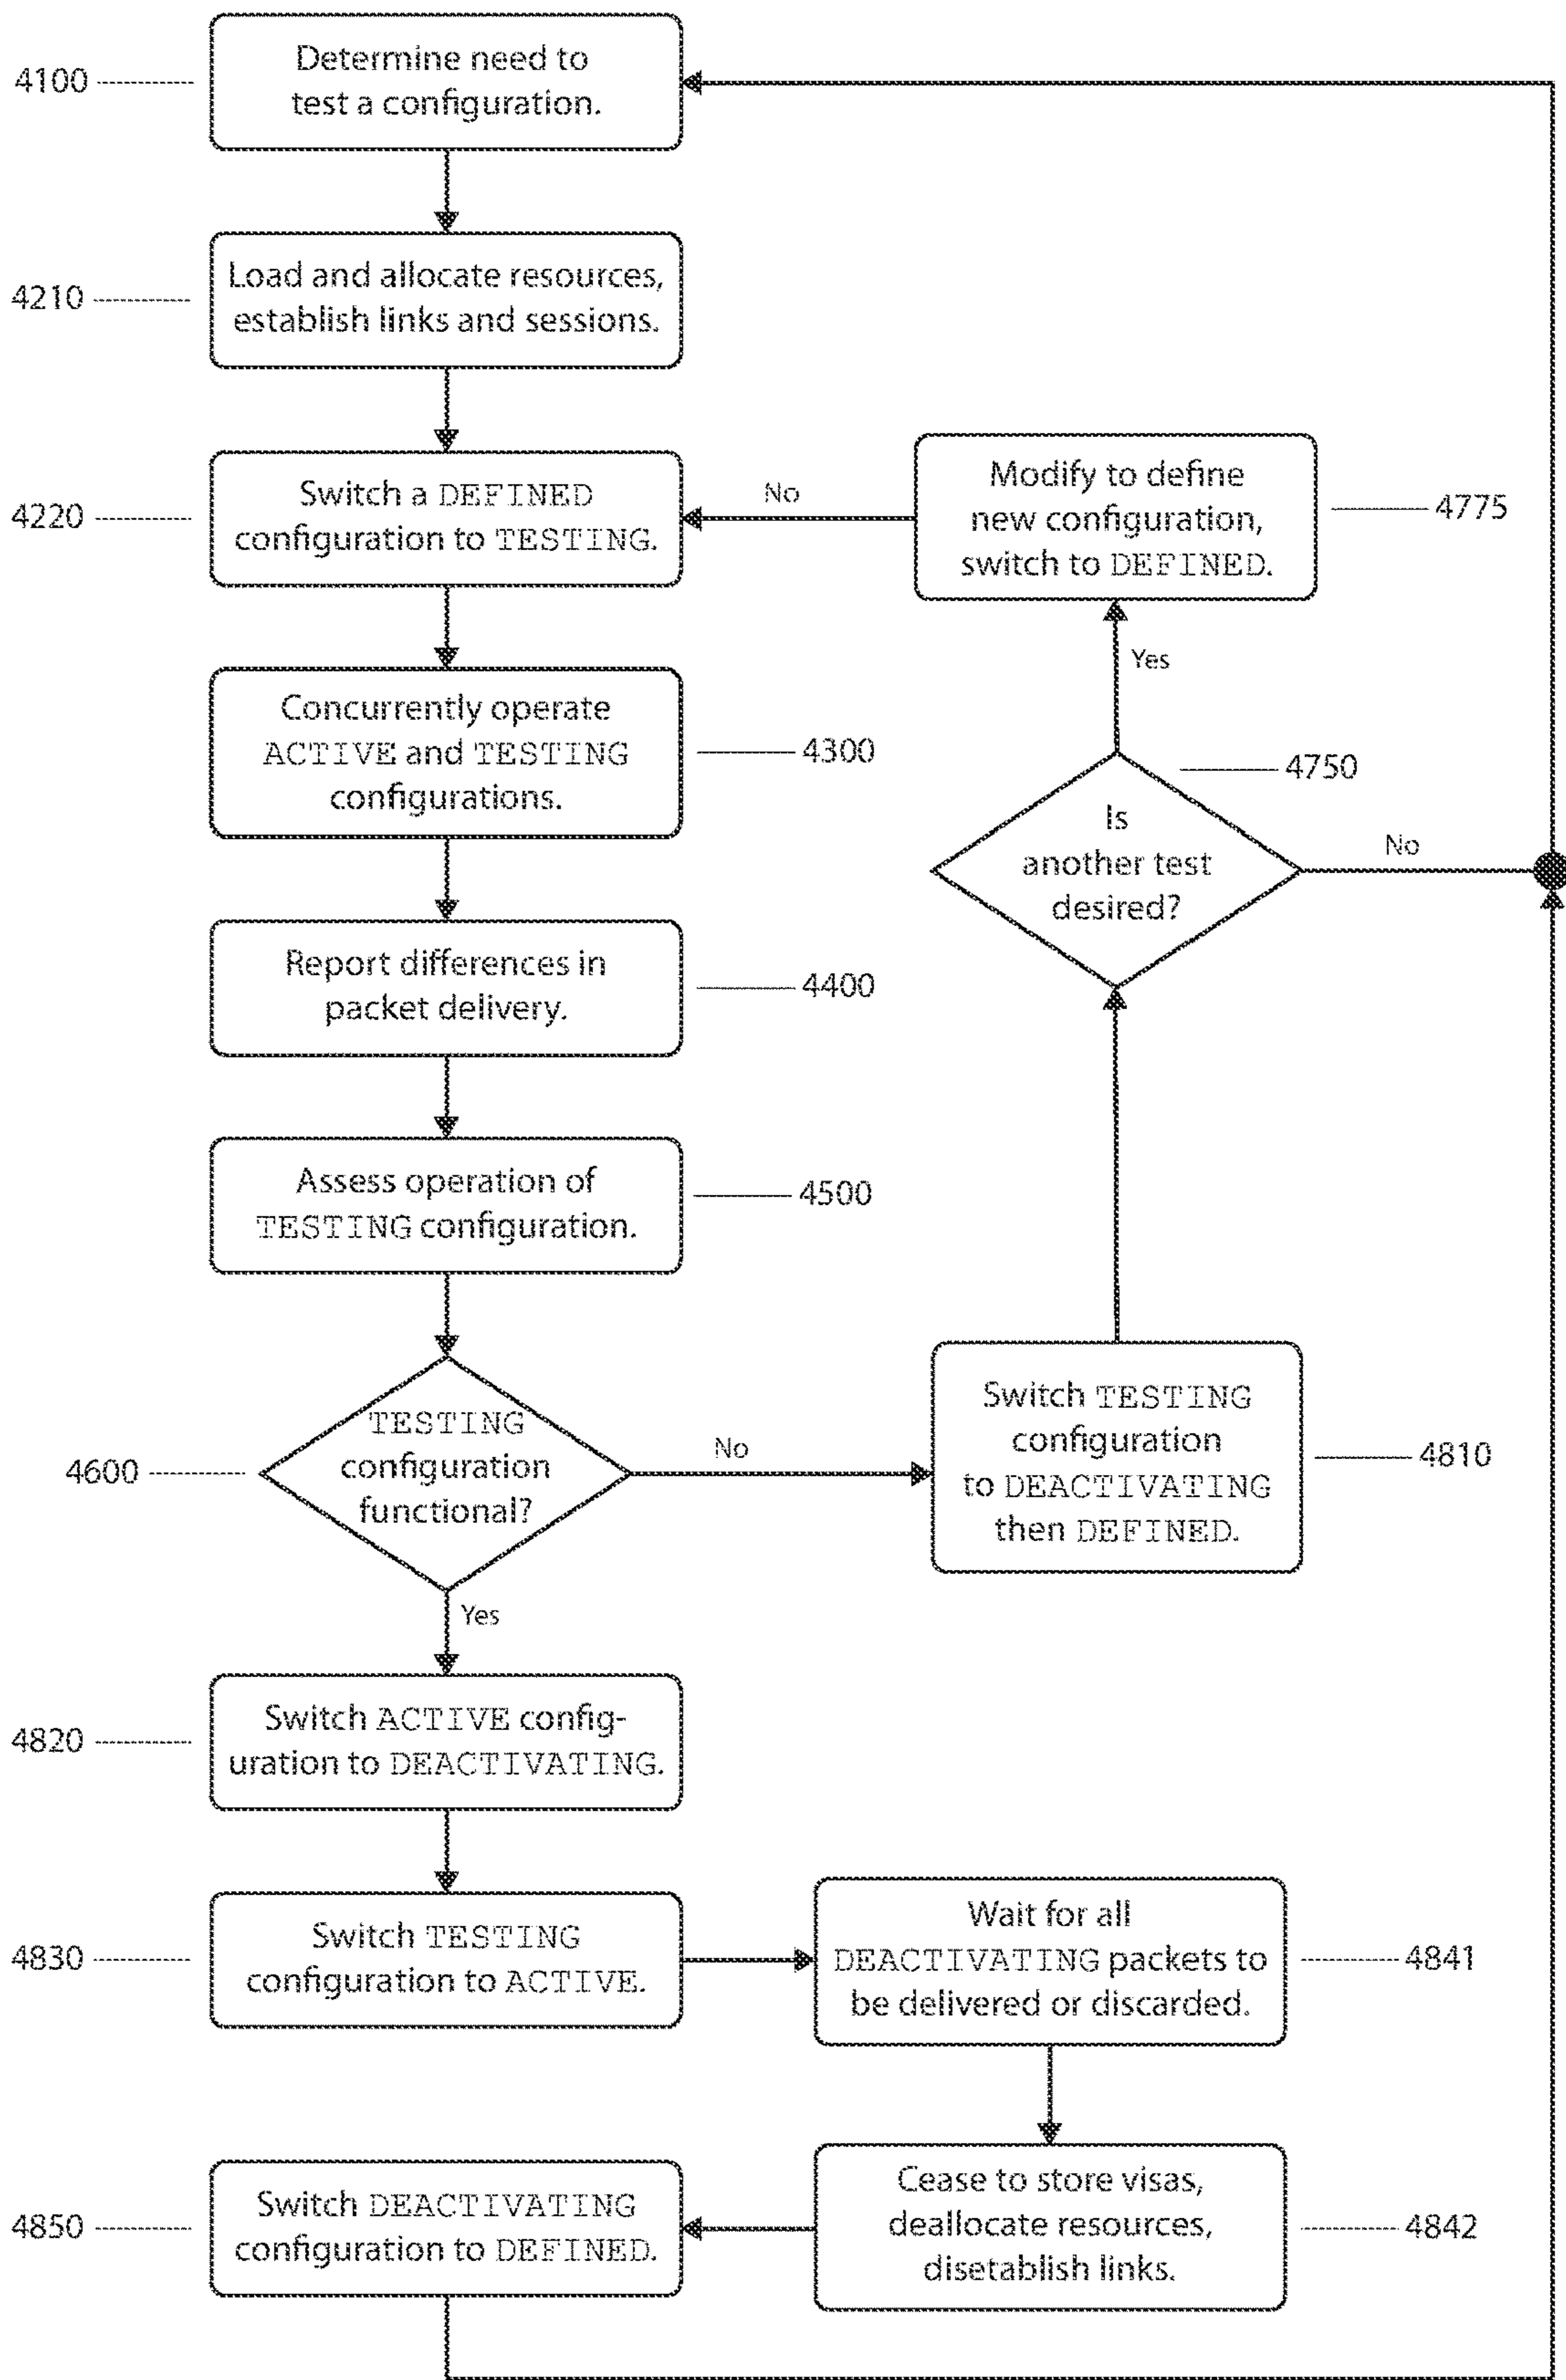 4100
Determine need to
test a configuration.
4210
Load and allocate resources,
establish links and sessions.
4220
Switch a DEFINED
configuration to TESTING.
No
Modify to define
new configuration,
switch to DEFINED.
4775
Yes
Concurrently operate
ACTIVE and TESTING
configurations.
4300
4750
Is
another test
desired?
No
Report differences in
packet delivery.
4400
Assess operation of
TESTING configuration.
4500
4600
TESTING
configuration
functional?
No
Switch TESTING
configuration
to DEACTIVATING
then DEFINED.
4810
Yes
4820
Switch ACTIVE config-
uration to DEACTIVATING.
4830
Switch TESTING
configuration to ACTIVE.
Wait for all
DEACTIVATING packets to
be delivered or discarded.
4841
4850
Switch DEACTIVATING
configuration to DEFINED.
Cease to store visas,
deallocate resources,
disetablish links.
4842